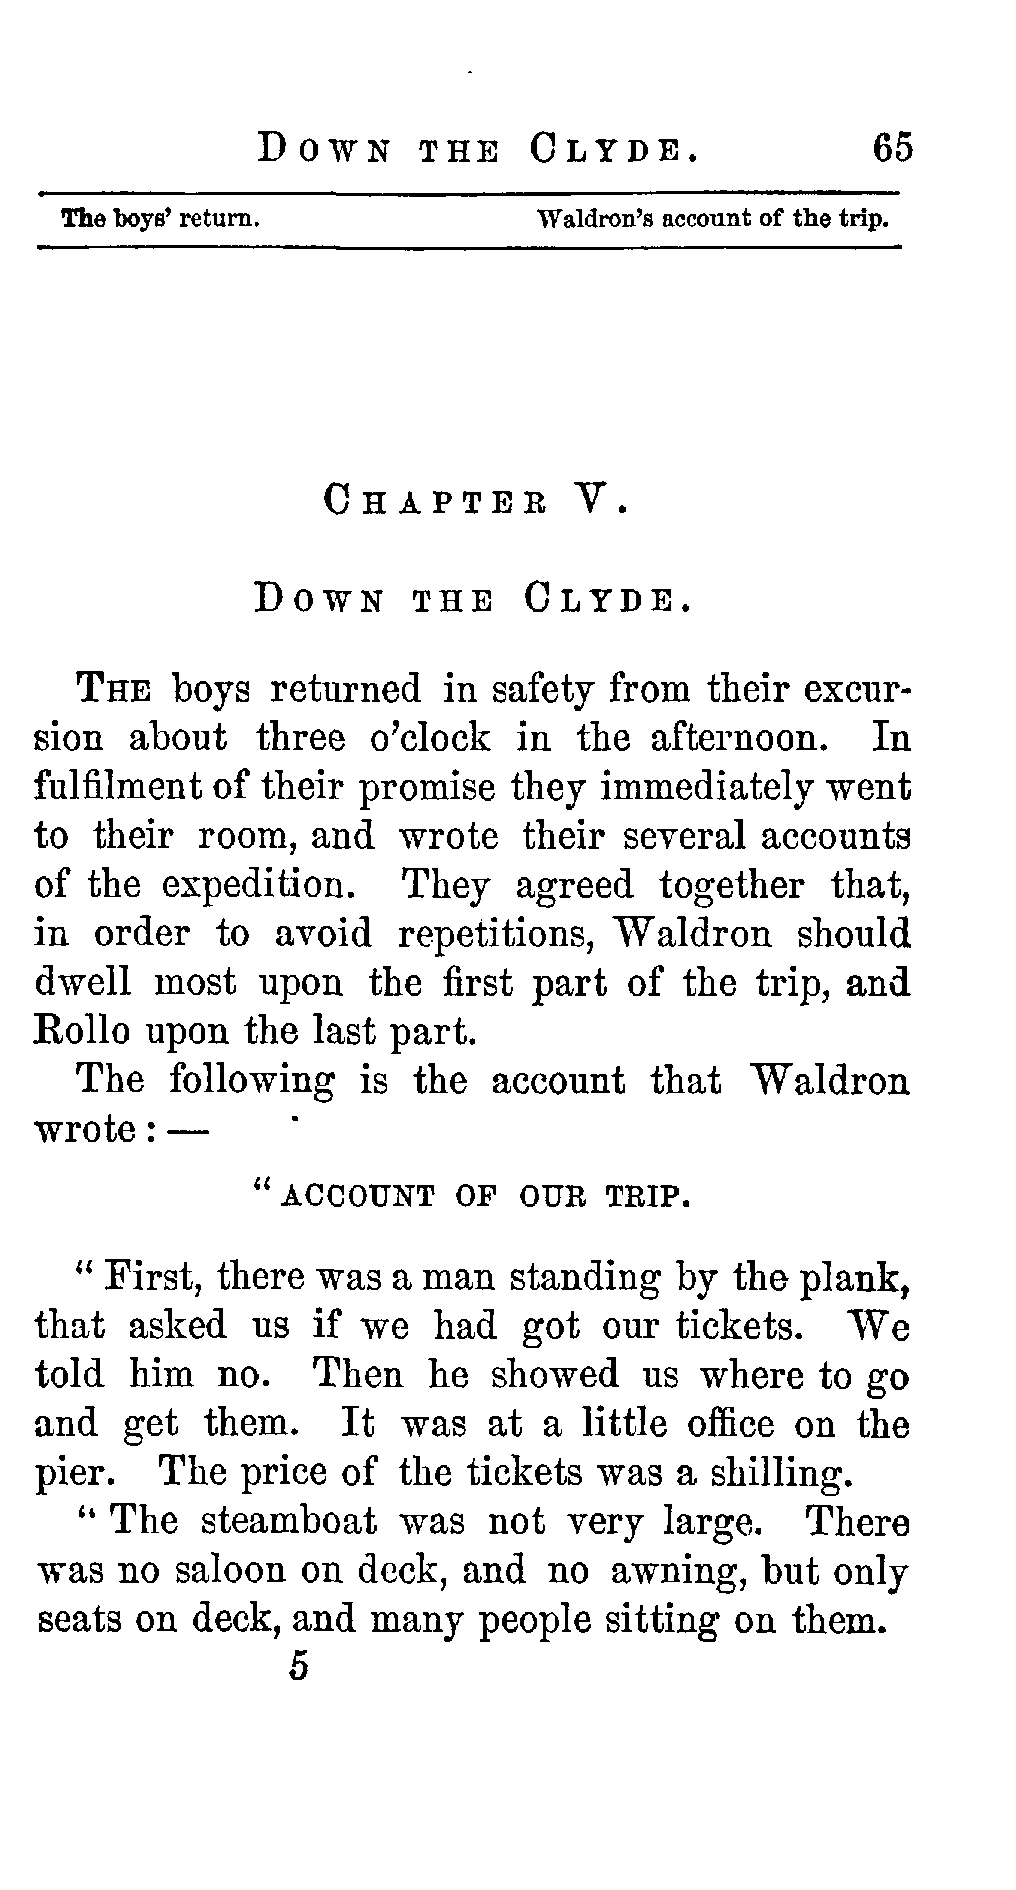 DOWN THE CLYDE. 65
The boys' return. Waldron's account of the trip.
CHAPTER V.
DOWN THE CLYDE.
THE boys returned in safety from their excur-
sion about three o'clock in the afternoon. In
fulfilment of their promise they immediately went
to their room, and wrote their several accounts
of the expedition. They agreed together that,
in order to avoid repetitions, Waldron should
dwell most upon the first part of the trip, and
Rollo upon the last part.
The following is the account that Waldron
wrote: —
"ACCOUNT OF OUR TRIP.
"First, there was a man standing by the plank,
that asked us if we had got our tickets. We
told him no. Then he showed us where to go
and get them. It was at a little office on the
pier. The price of the tickets was a shilling.
"The steamboat was not very large. There
was no saloon on deck, and no awning, but only
seats on deck, and many people sitting on them.
5